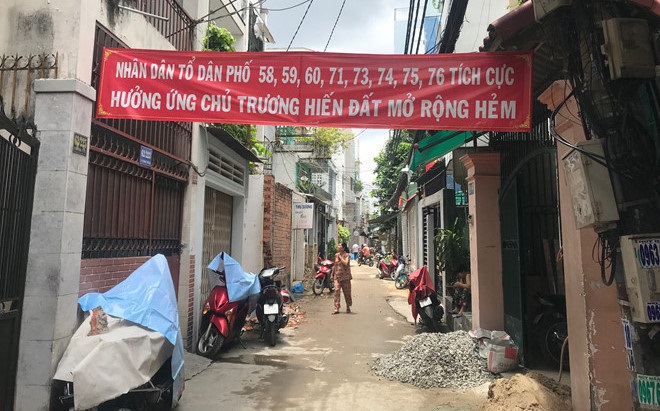 NHÂN DÂN TỔ DÂN PHỐ 58, 59, 60, 71, 73, 74, 75, 76 TÍCH CỰC
HƯỞNG ỨNG CHỦ TRƯƠNG HIẾN ĐẤT MỞ RỘNG HẺM